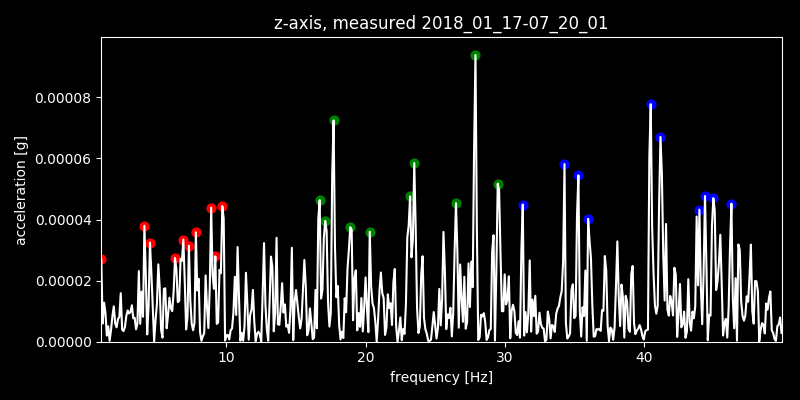 z-axis, measured 2018_01_17-07_20_01
0.00008
0.00006
0.00004
0.00002
0.00000
acceleration [g]
10 20 30 40
frequency [Hz]